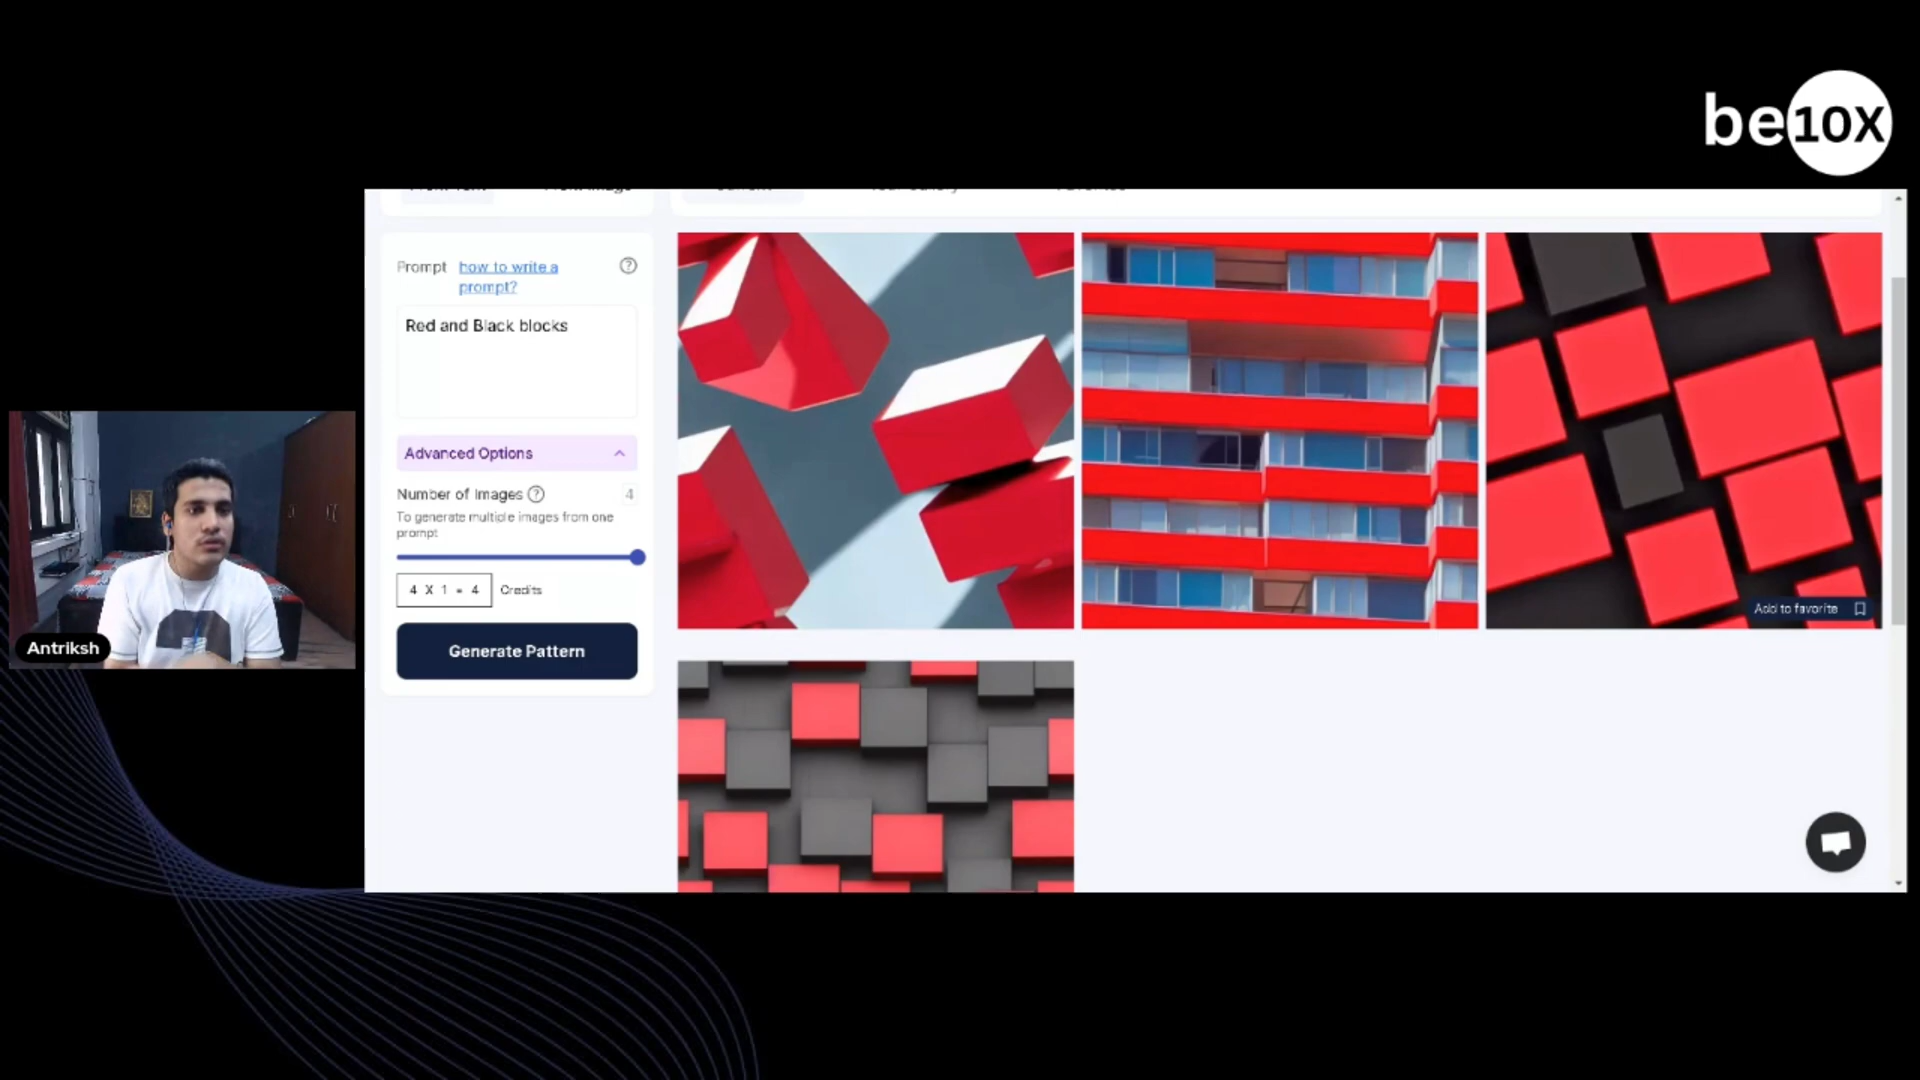 be10X
Prompt how to write a
prompt?
Red and Black blocks
Advanced Options
Number of Images
4
To generate multiple images from one
prompt
4 X 1 = 4 Credits
Generate Pattern
Add to favorite
Antriksh